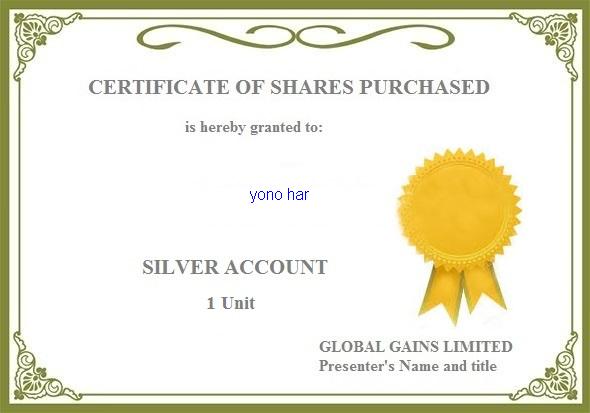 CERTIFICATE OF SHARES PURCHASED
is hereby granted to:
yono har
SILVER ACCOUNT
1 Unit
GLOBAL GAINS LIMITED
Presenter's Name and title